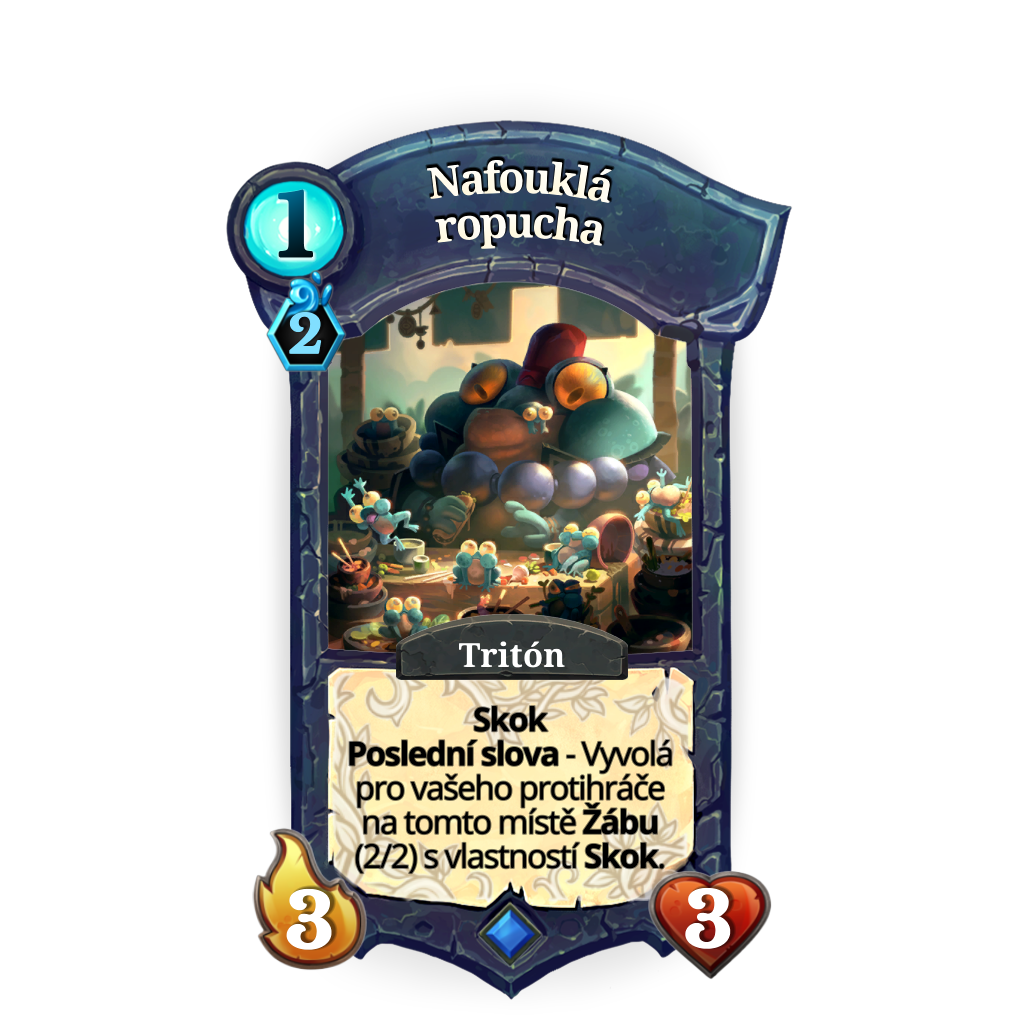 Nafouklá
ropucha
1
2
Tritón
Skok
Poslední slova - Vyvolá
pro vašeho protihráče
na tomto místě Žábu
(2/2) s vlastností Skok.
3
3